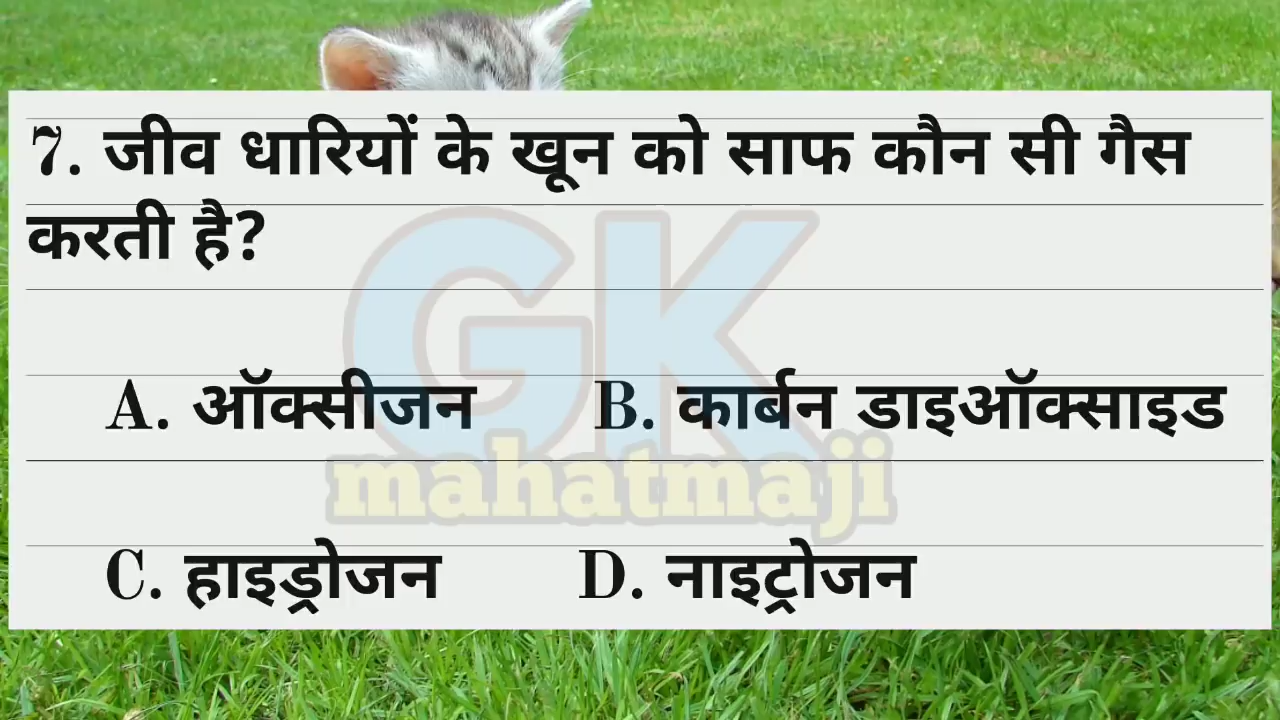 7. जीव धारियों के खून को साफ कौन सी गैस
करती है?
GK
A. ऑक्सीजन B. कार्बन डाइऑक्साइड
mahatmaji
C. हाइड्रोजन D. नाइट्रोजन